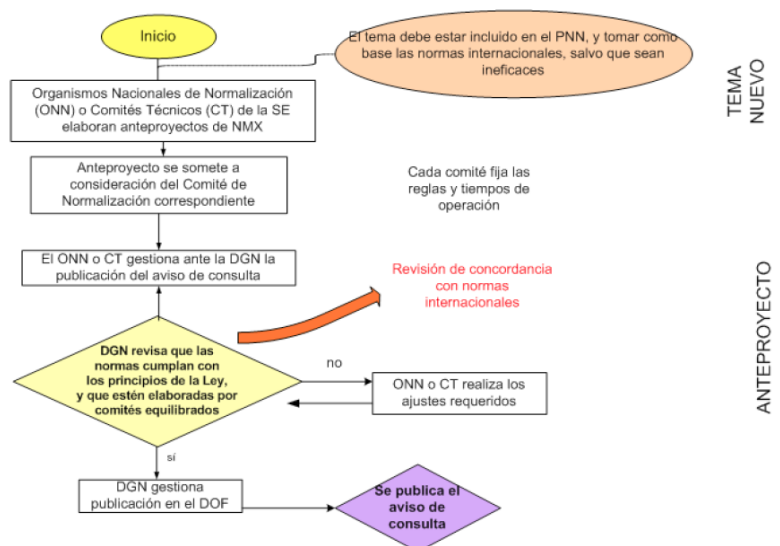 Inicio
El tema debe estar incluido en el PNN, y tomar como
base las normas internacionales, salvo que sean
ineficaces
TEMA
NUEVO
Organismos Nacionales de Normalización
(ONN) o Comités Técnicos (CT) de la SE
elaboran anteproyectos de NMX
Anteproyecto se somete a
consideración del Comité de
Normalización correspondiente
Cada comité fija las
reglas y tiempos de
operación
El ONN o CT gestiona ante la DGN la
publicación del aviso de consulta
Revisión de concordancia
con normas
internacionales
ANTEPROYECTO
DGN revisa que las
normas cumplan con
los principios de la Ley,
y que estén elaboradas por
comités equilibrados
no
ONN o CT realiza los
ajustes requeridos
sí
DGN gestiona
publicación en el DOF
Se publica el
aviso de
consulta